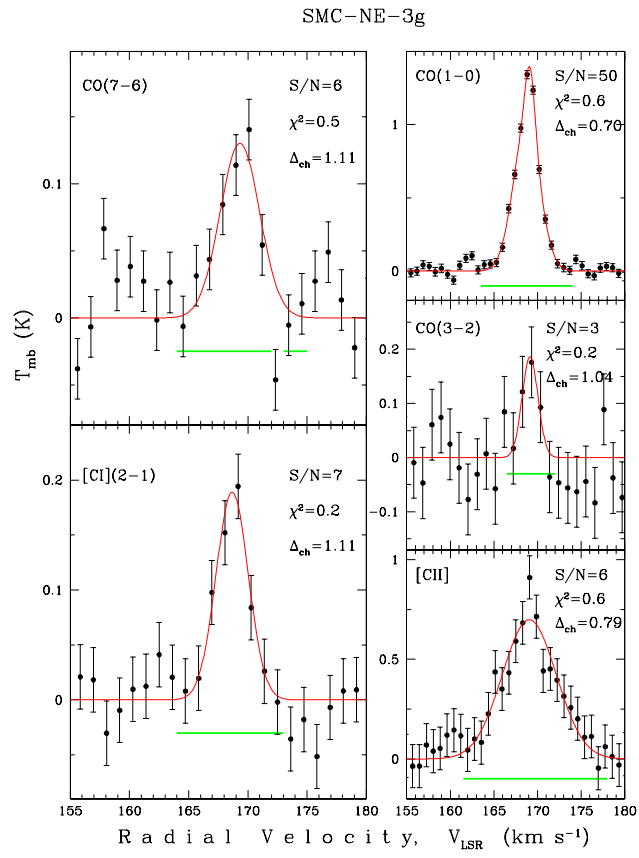 SMC-NE-3g
CO(7-6)
S/N=6
χ²=0.5
Δch=1.11
0.1
0
CO(1-0)
S/N=50
χ²=0.6
Δch=0.70
1
0
CO(3-2)
S/N=3
χ²=0.2
Δch=1.04
0.2
0.1
0
-0.1
[CI](2-1)
S/N=7
χ²=0.2
Δch=1.11
0.2
0.1
0
[CII]
S/N=6
χ²=0.6
Δch=0.79
1
0.5
0
Tmb (K)
155 160 165 170 175 180
155 160 165 170 175 180
Radial Velocity, VLSR (km s⁻¹)